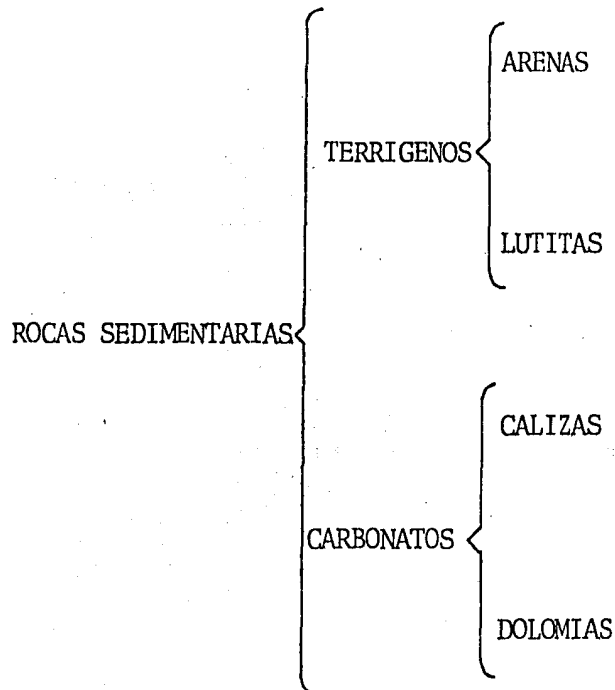 ARENAS
TERRIGENOS
LUTITAS
ROCAS SEDIMENTARIAS
CALIZAS
CARBONATOS
DOLOMIAS